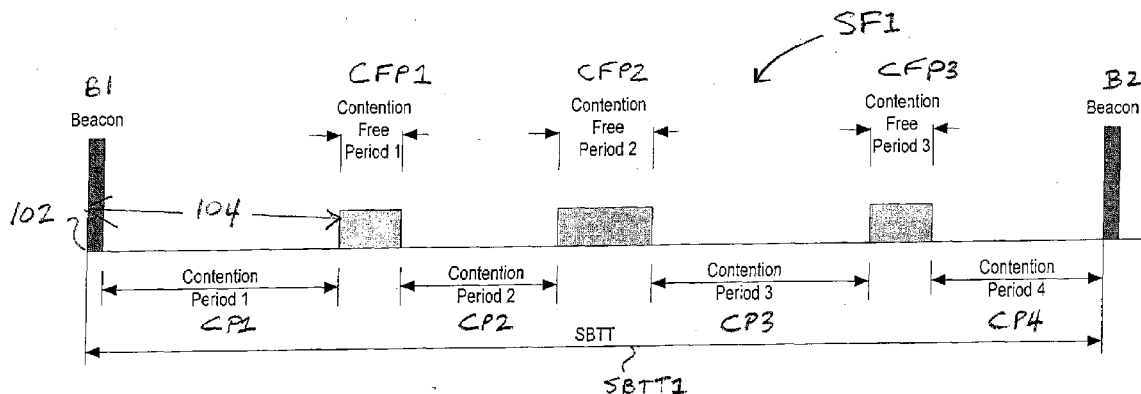 SF1
B1
Beacon
CFP1
Contention
Free
Period 1
CFP2
Contention
Free
Period 2
CFP3
Contention
Free
Period 3
B2
Beacon
102
104
Contention
Period 1
CP1
Contention
Period 2
CP2
Contention
Period 3
CP3
Contention
Period 4
CP4
SBTT
SBTT1